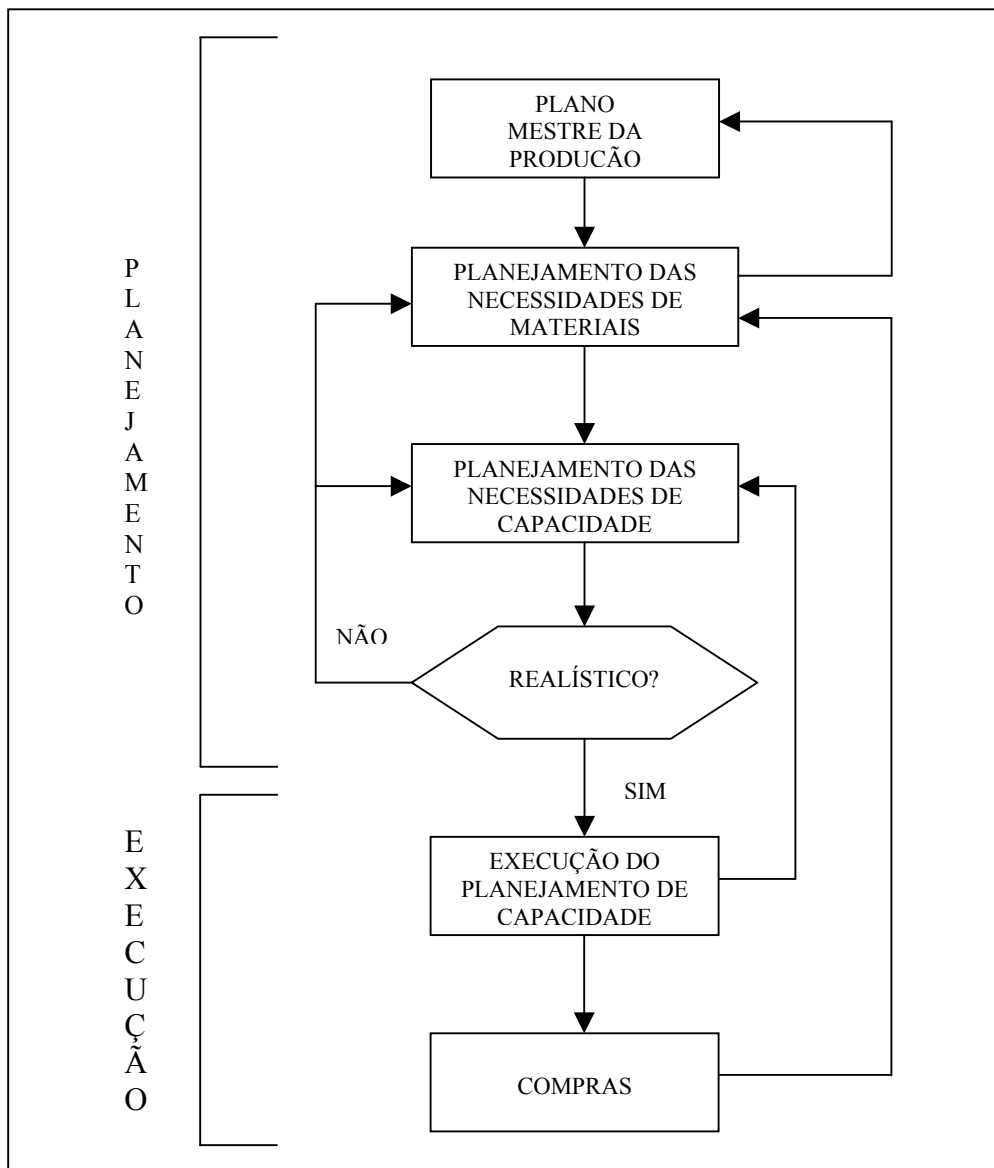 PLANO
MESTRE DA
PRODUCÃO
PLANEJAMENTO DAS
NECESSIDADES DE
MATERIAIS
PLANEJAMENTO DAS
NECESSIDADES DE
CAPACIDADE
NÃO
REALÍSTICO?
SIM
EXECUÇÃO DO
PLANEJAMENTO DE
CAPACIDADE
COMPRAS
P
L
A
N
E
J
A
M
E
N
T
O
E
X
E
C
U
Ç
Ã
O